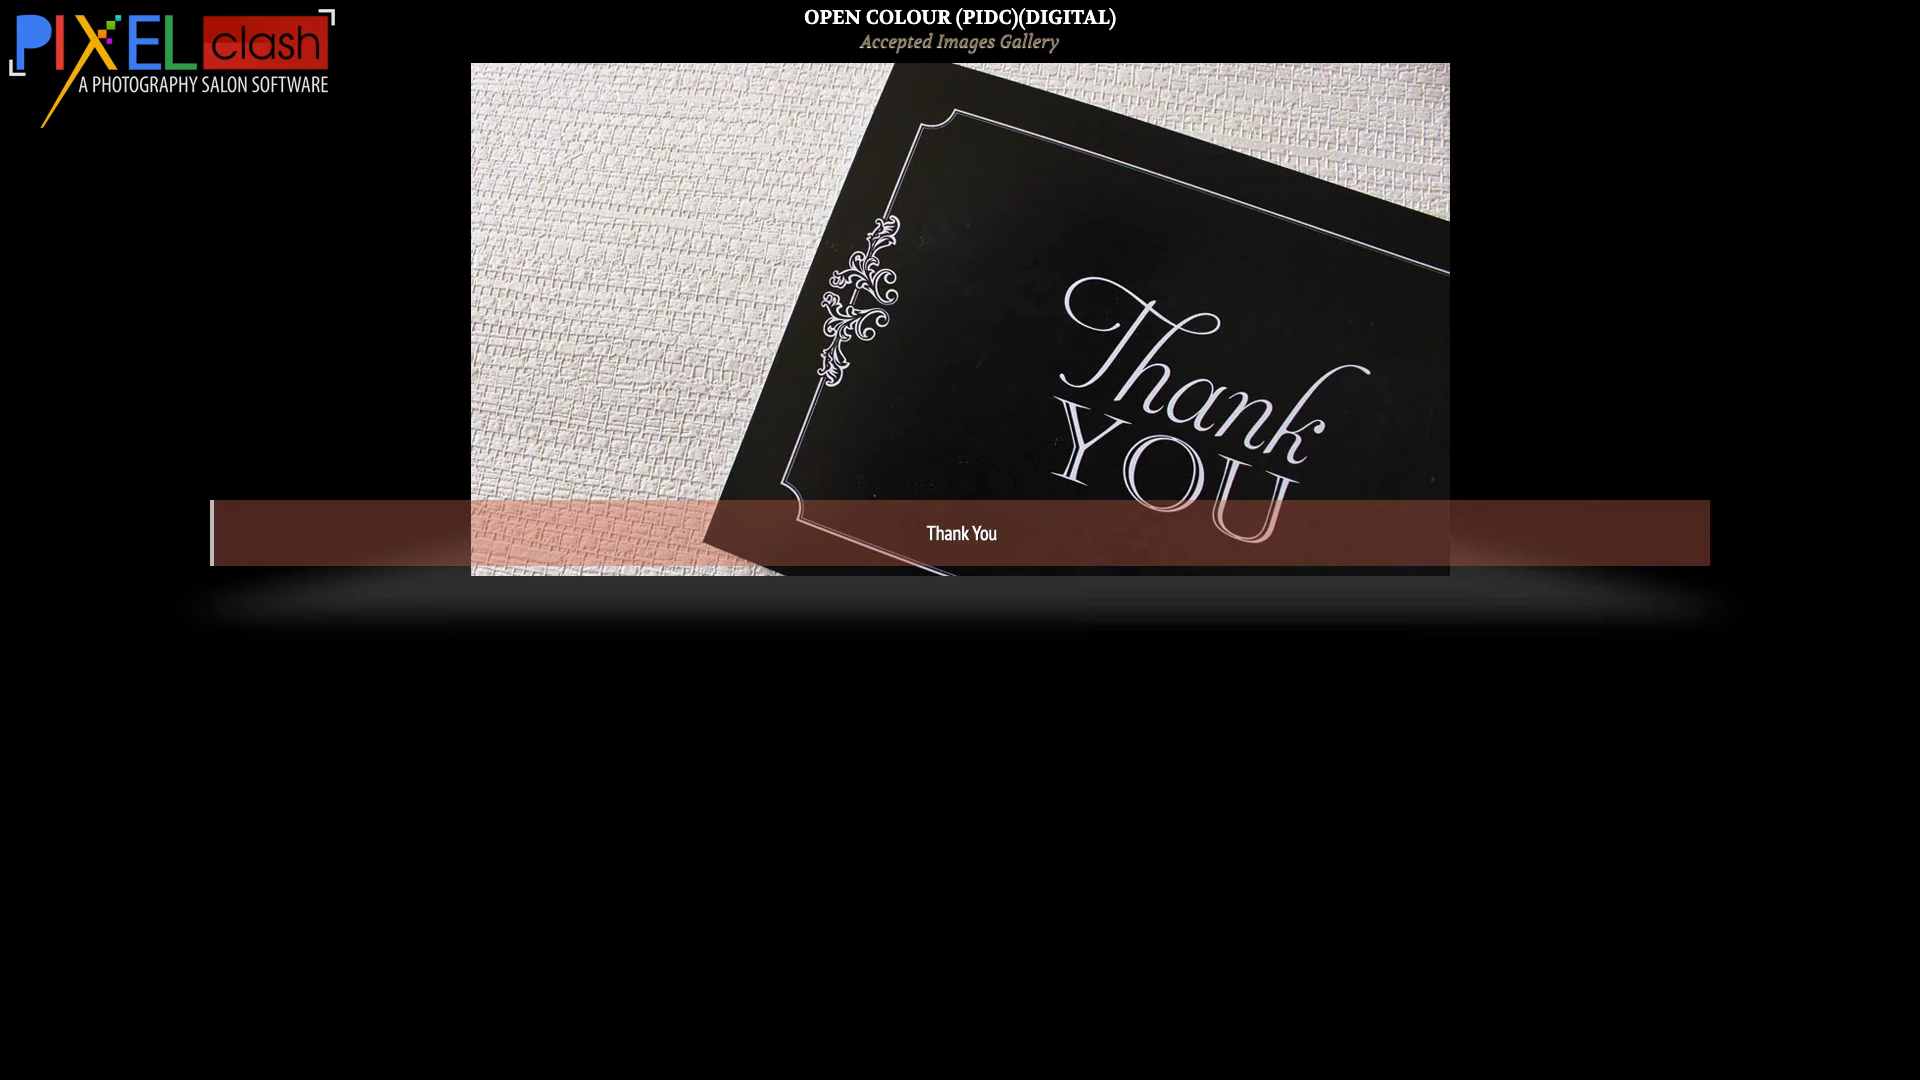 PIXEL clash
A PHOTOGRAPHY SALON SOFTWARE
OPEN COLOUR (PIDC)(DIGITAL)
Accepted Images Gallery
Thank
YOU
Thank You